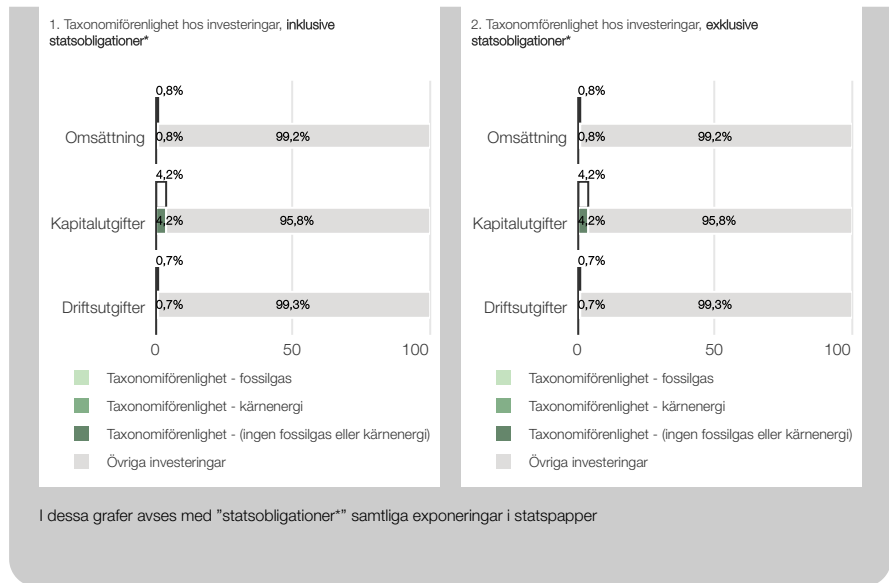 1. Taxonomiförenlighet hos investeringar, inklusive
statsobligationer*
0,8%
Omsättning 0,8% 99,2%
4,2%
Kapitalutgifter 4,2% 95,8%
0,7%
Driftsutgifter 0,7% 99,3%
0 50 100
Taxonomiförenlighet - fossilgas
Taxonomiförenlighet - kärnenergi
Taxonomiförenlighet - (ingen fossilgas eller kärnenergi)
Övriga investeringar
2. Taxonomförenlighet hos investeringar, exklusive
statsobligationer*
0,8%
Omsättning 0,8% 99,2%
4,2%
Kapitalutgifter 4,2% 95,8%
0,7%
Driftsutgifter 0,7% 99,3%
0 50 100
Taxonomiförenlighet - fossilgas
Taxonomiförenlighet - kärnenergi
Taxonomiförenlighet - (ingen fossilgas eller kärnenergi)
Övriga investeringar
I dessa grafer avses med ”statsobligationer*” samtliga exponeringar i statspapper